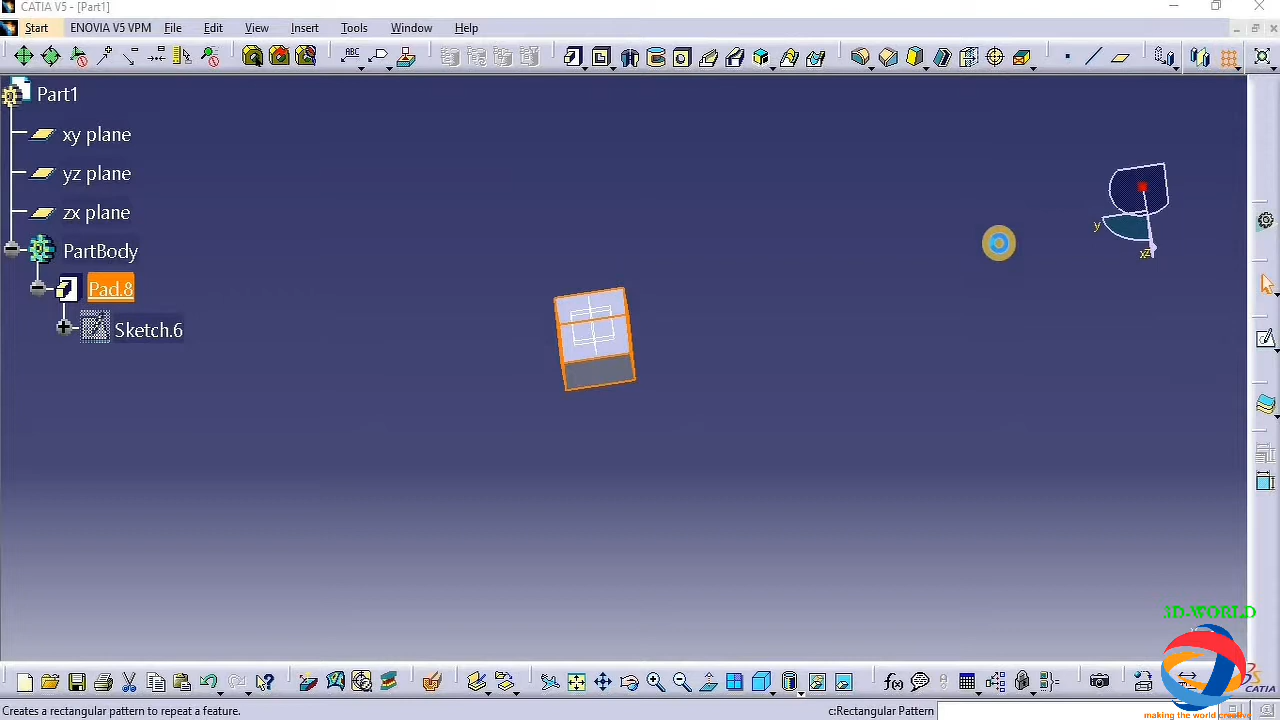 CATIA V5 - [Part1]
Start ENOVIA V5 VPM File Edit View Insert Tools Window Help
ABC
Part1
xy plane
yz plane
zx plane
PartBody
Pad.8
Sketch.6
y
3D-WORLD
CATIA
making the world creative
Creates a rectangular pattern to repeat a feature.
cRectangular Pattern